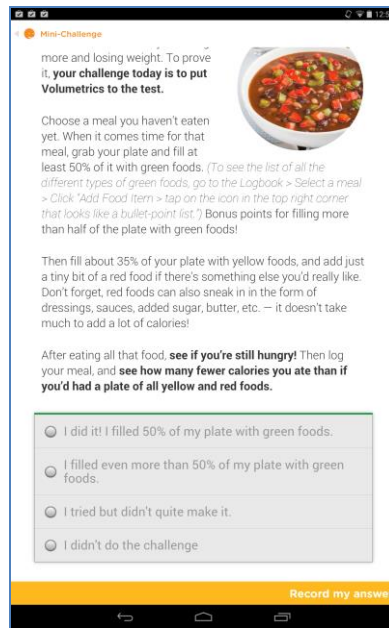 12:5
Mini-Challenge
more and losing weight. To prove
it, your challenge today is to put
Volumetrics to the test.
Choose a meal you haven't eaten
yet. When it comes time for that
meal, grab your plate and fill at
least 50% of it with green foods. (To see the list of all the
different types of green foods, go to the Logbook > Select a meal
> Click "Add Food Item > tap on the icon in the top right corner
that looks like a bullet-point list.") Bonus points for filling more
than half of the plate with green foods!
Then fill about 35% of your plate with yellow foods, and add just
a tiny bit of a red food if there's something else you'd really like.
Don't forget, red foods can also sneak in in the form of
dressings, sauces, added sugar, butter, etc. — it doesn't take
much to add a lot of calories!
After eating all that food, see if you're still hungry! Then log
your meal, and see how many fewer calories you ate than if
you'd had a plate of all yellow and red foods.
I did it! I filled 50% of my plate with green foods.
I filled even more than 50% of my plate with green
foods.
I tried but didn't quite make it.
I didn't do the challenge
Record my answe